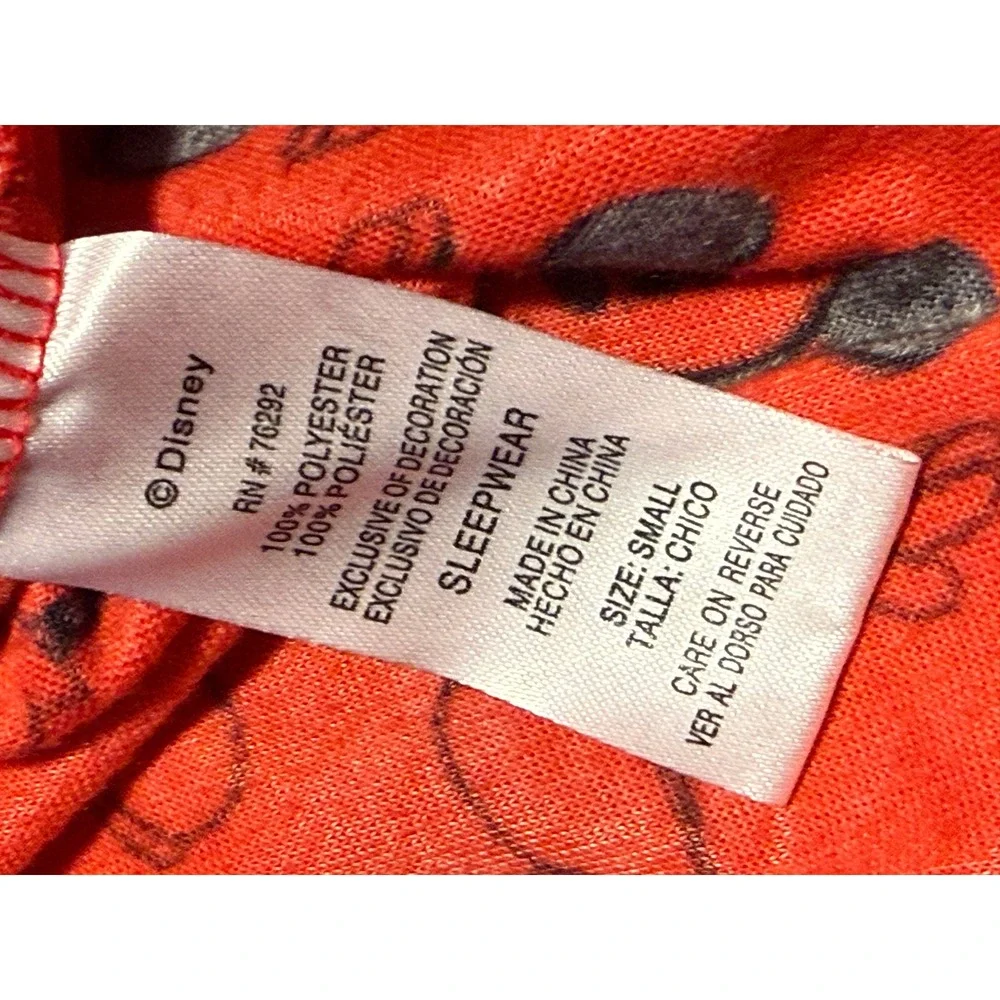 © Disney
RN # 76292
100% POLYESTER
100% POLIÉSTER
EXCLUSIVE OF DECORATION
EXCLUSIVO DE DECORACIÓN
SLEEPWEAR
MADE IN CHINA
HECHO EN CHINA
SIZE: SMALL
TALLA: CHICO
CARE ON REVERSE
VER AL DORSO PARA CUIDADO